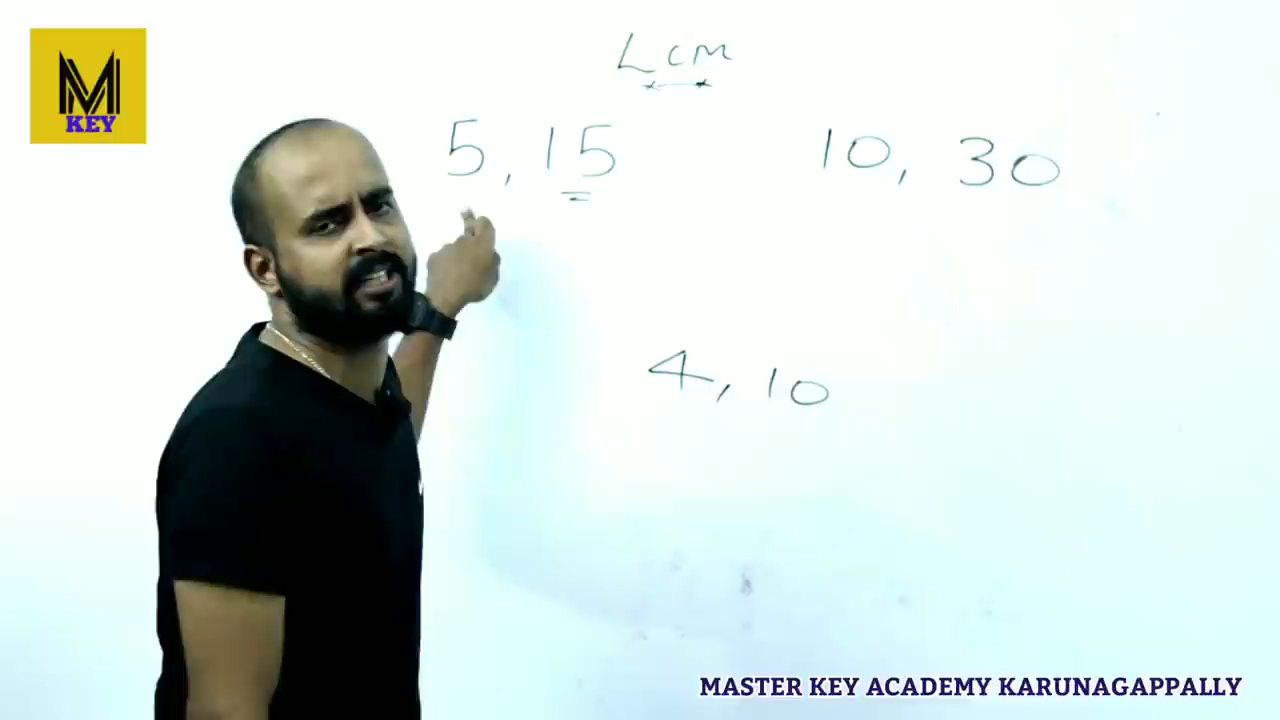 M
KEY
LCM
5, 15
10, 30
4, 10
MASTER KEY ACADEMY KARUNAGAPPALLY